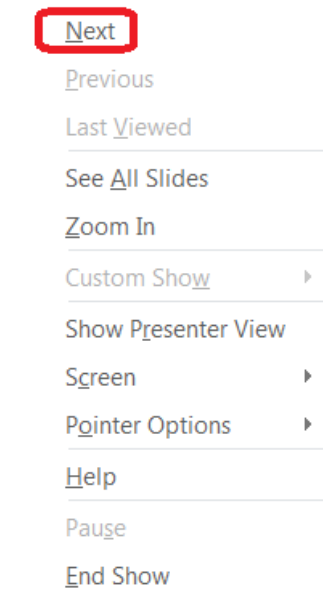 Next
Previous
Last Viewed
See All Slides
Zoom In
Custom Show
Show Presenter View
Screen
Pointer Options
Help
Pause
End Show